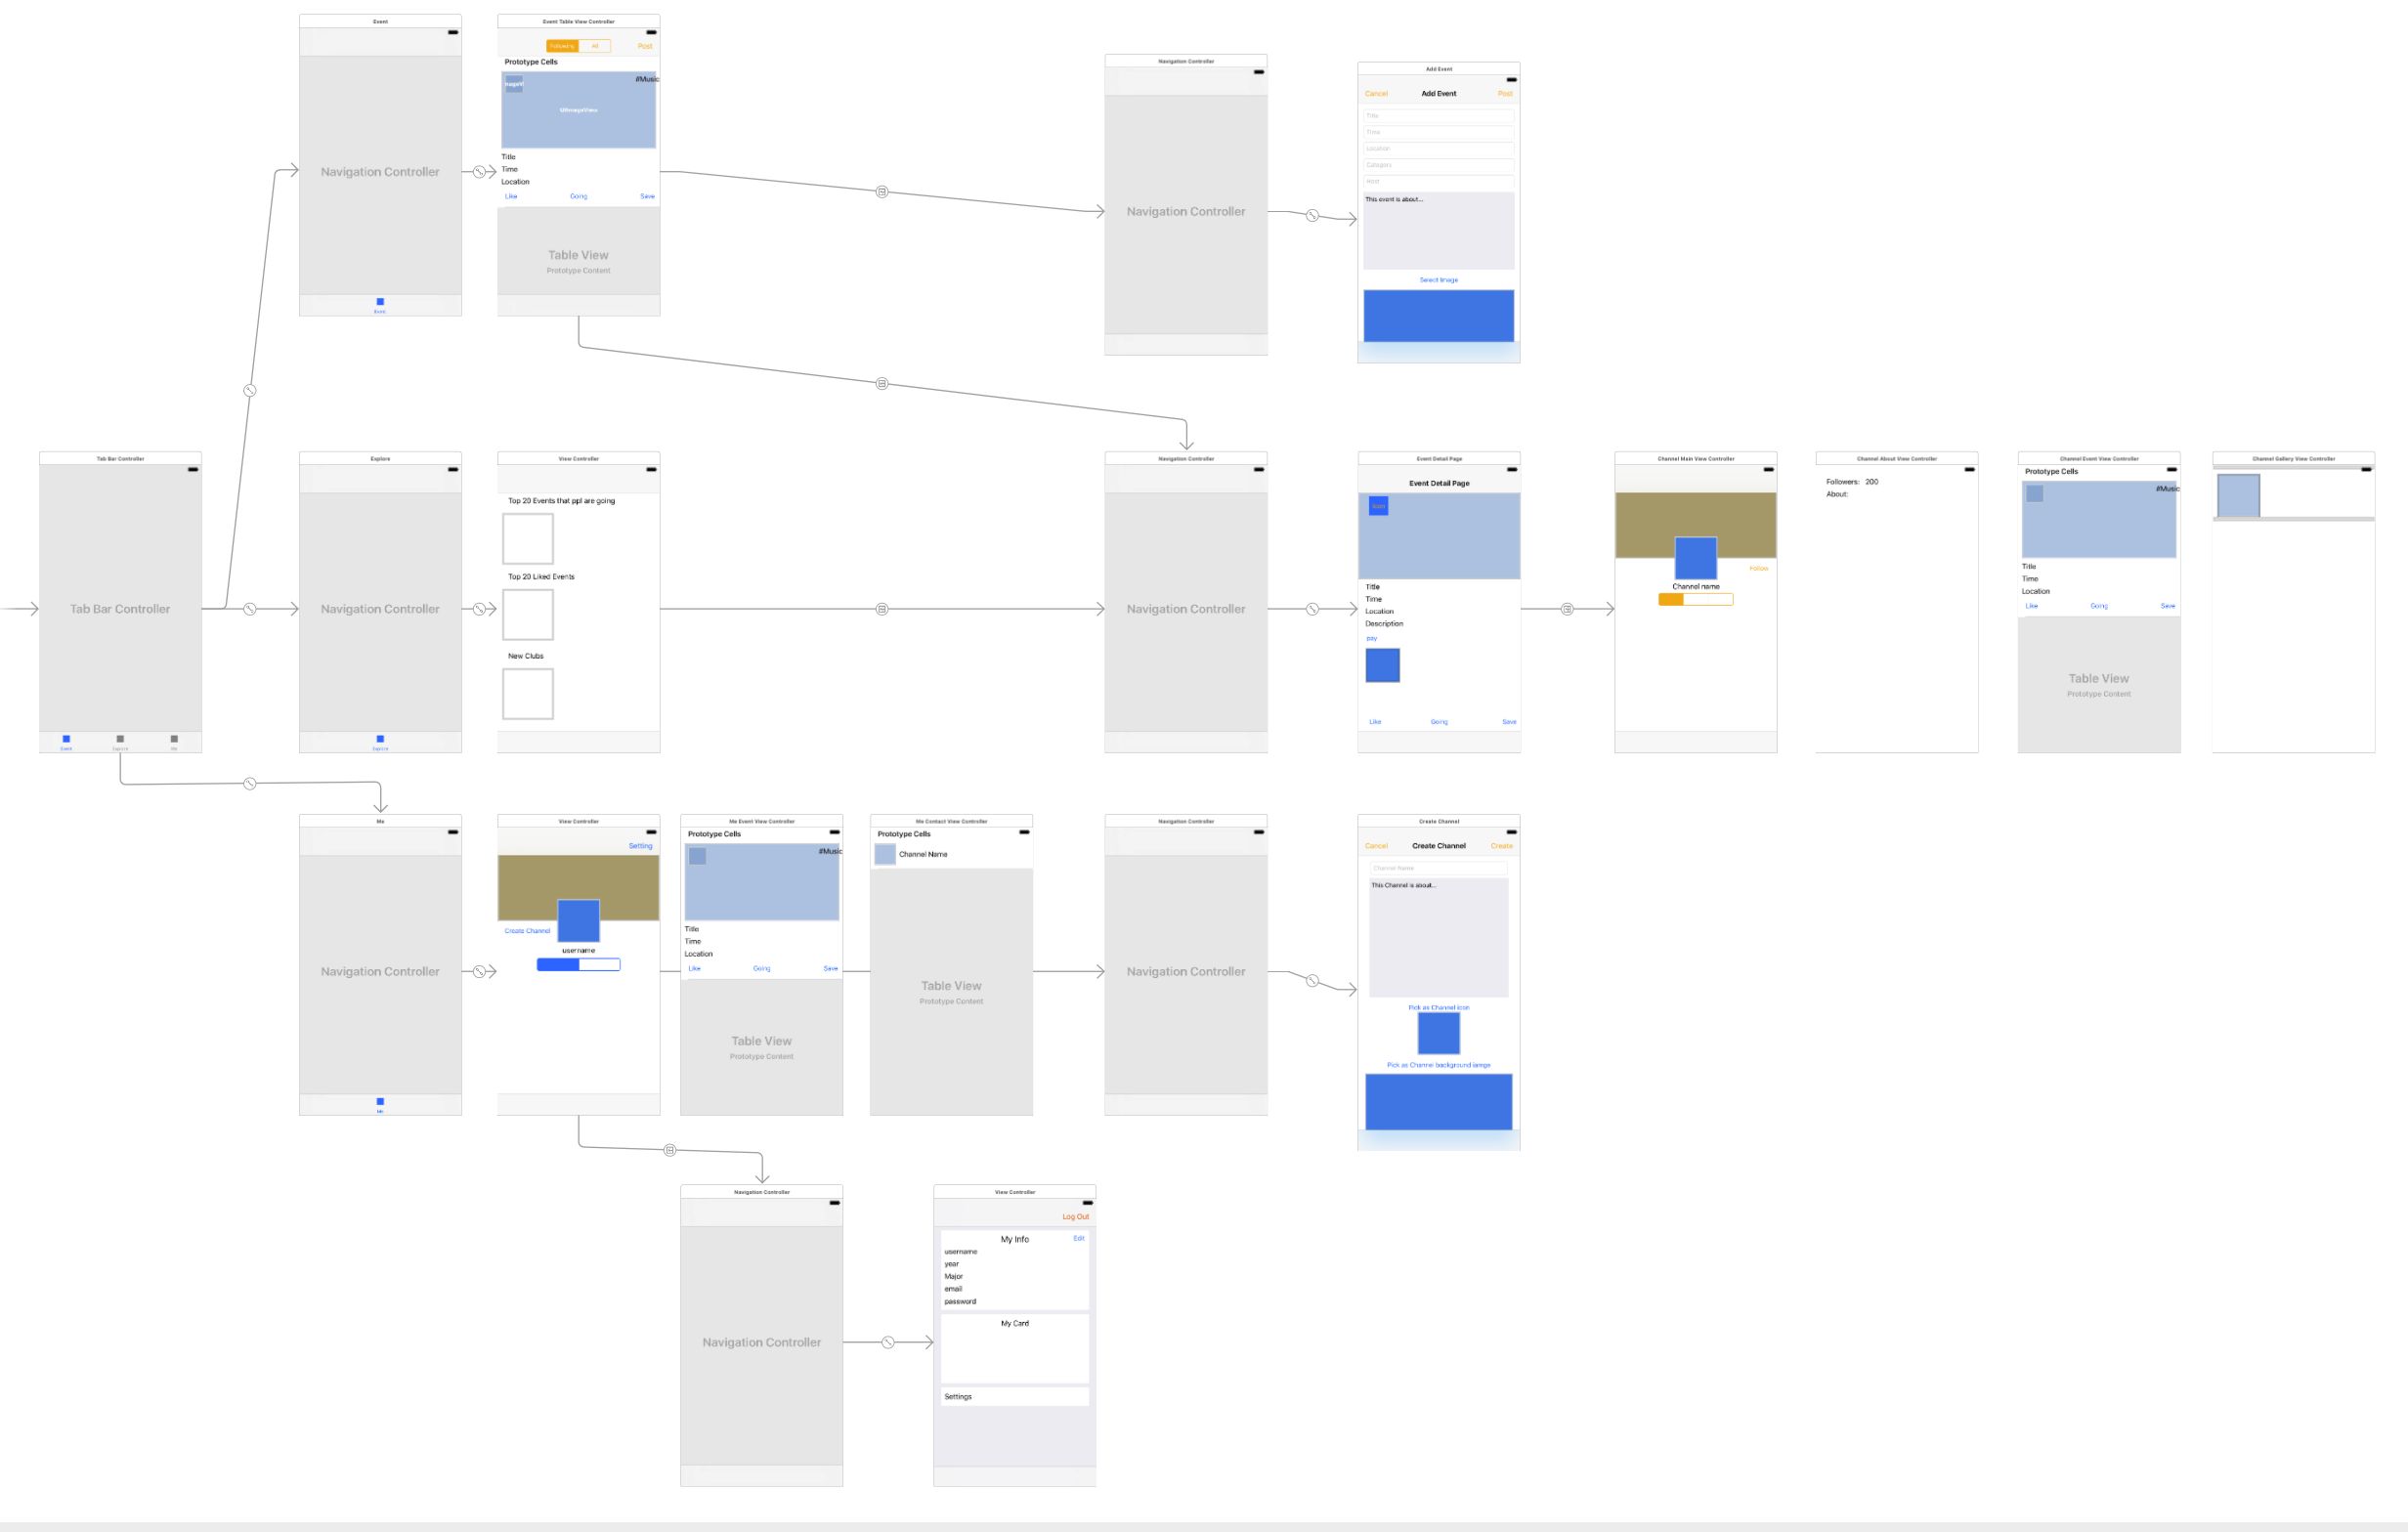 Event
Navigation Controller
Event
Event Table View Controller
Following
All
Post
Prototype Cells
#Music
UIImageView
Title
Time
Location
Like
Going
Save
Table View
Prototype Content
Navigation Controller
Navigation Controller
Add Event
Cancel
Add Event
Post
Title
Time
Location
Category
Host
This event is about...
Select Image
Tab Bar Controller
Tab Bar Controller
Event
Explore
Me
Explore
Navigation Controller
Explore
View Controller
Top 20 Events that ppl are going
Top 20 Liked Events
New Clubs
Navigation Controller
Navigation Controller
Event Detail Page
Event Detail Page
Icon
Title
Time
Location
Description
pay
Like
Going
Save
Channel Main View Controller
Follow
Channel name
Channel About View Controller
Followers: 200
About:
Channel Event View Controller
Prototype Cells
#Music
Title
Time
Location
Like
Going
Save
Table View
Prototype Content
Channel Gallery View Controller
Me
Navigation Controller
Me
View Controller
Setting
Create Channel
username
Me Event View Controller
Prototype Cells
#Music
Title
Time
Location
Like
Going
Save
Table View
Prototype Content
Me Contact View Controller
Prototype Cells
Channel Name
Table View
Prototype Content
Navigation Controller
Navigation Controller
Create Channel
Cancel
Create Channel
Create
Channel Name
This Channel is about...
Pick as Channel icon
Pick as Channel background iamge
Navigation Controller
Navigation Controller
View Controller
Log Out
My Info
Edit
username
year
Major
email
password
My Card
Settings